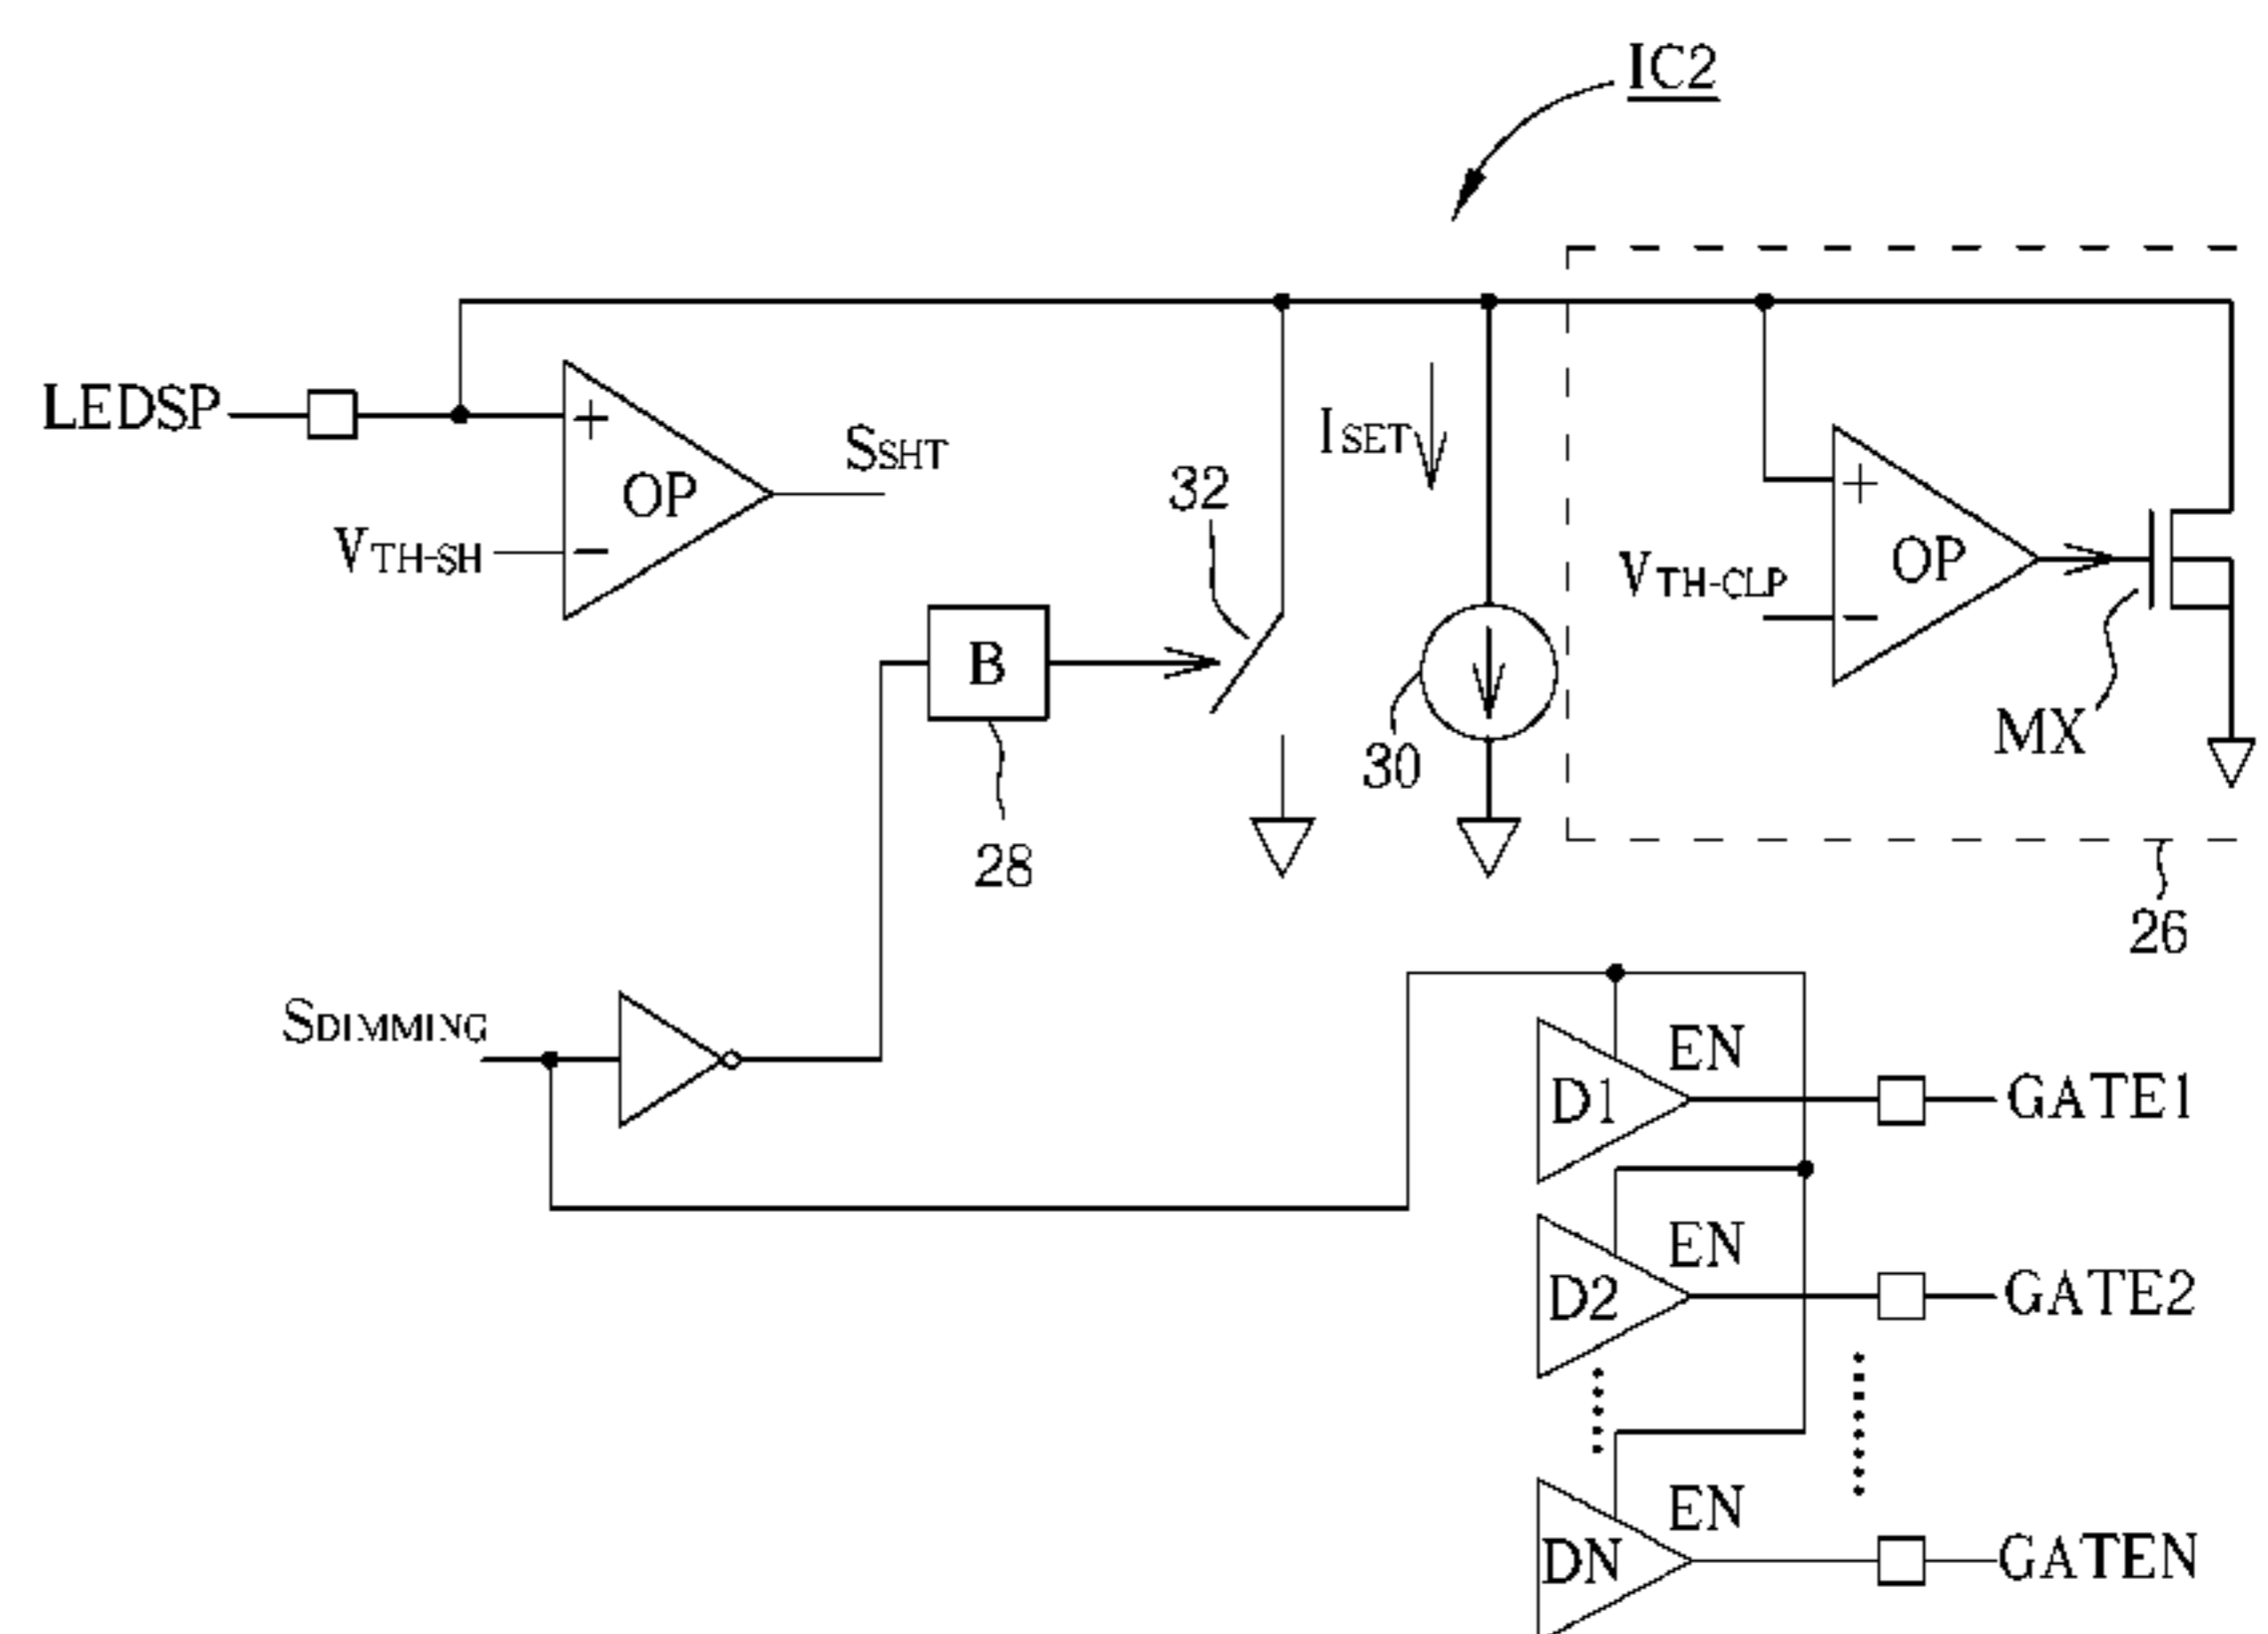 IC2
LEDSP
+
OP
−
SSHT
VTH-SH
32
ISET
30
+
OP
−
VTH-CLP
MX
B
28
26
SDIMMING
EN
D1
GATE1
EN
D2
GATE2
EN
DN
GATEN